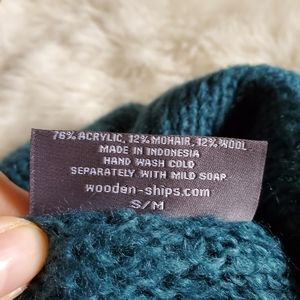 76% ACRYLIC, 12% MOHAIR, 12% WOOL
MADE IN INDONESIA
HAND WASH COLD
SEPARATELY WITH MILD SOAP
wooden-ships.com
S/M